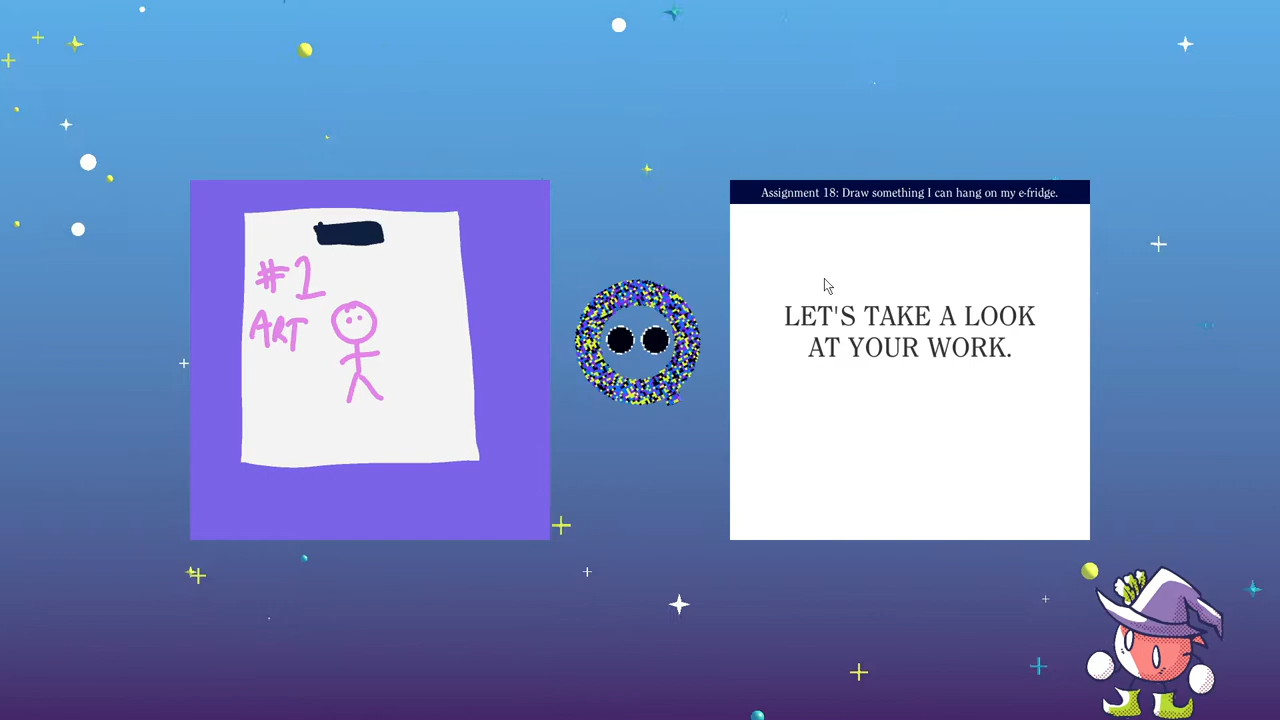 #1
ART
Assignment 18: Draw something I can hang on my e-fridge.
LET'S TAKE A LOOK
AT YOUR WORK.